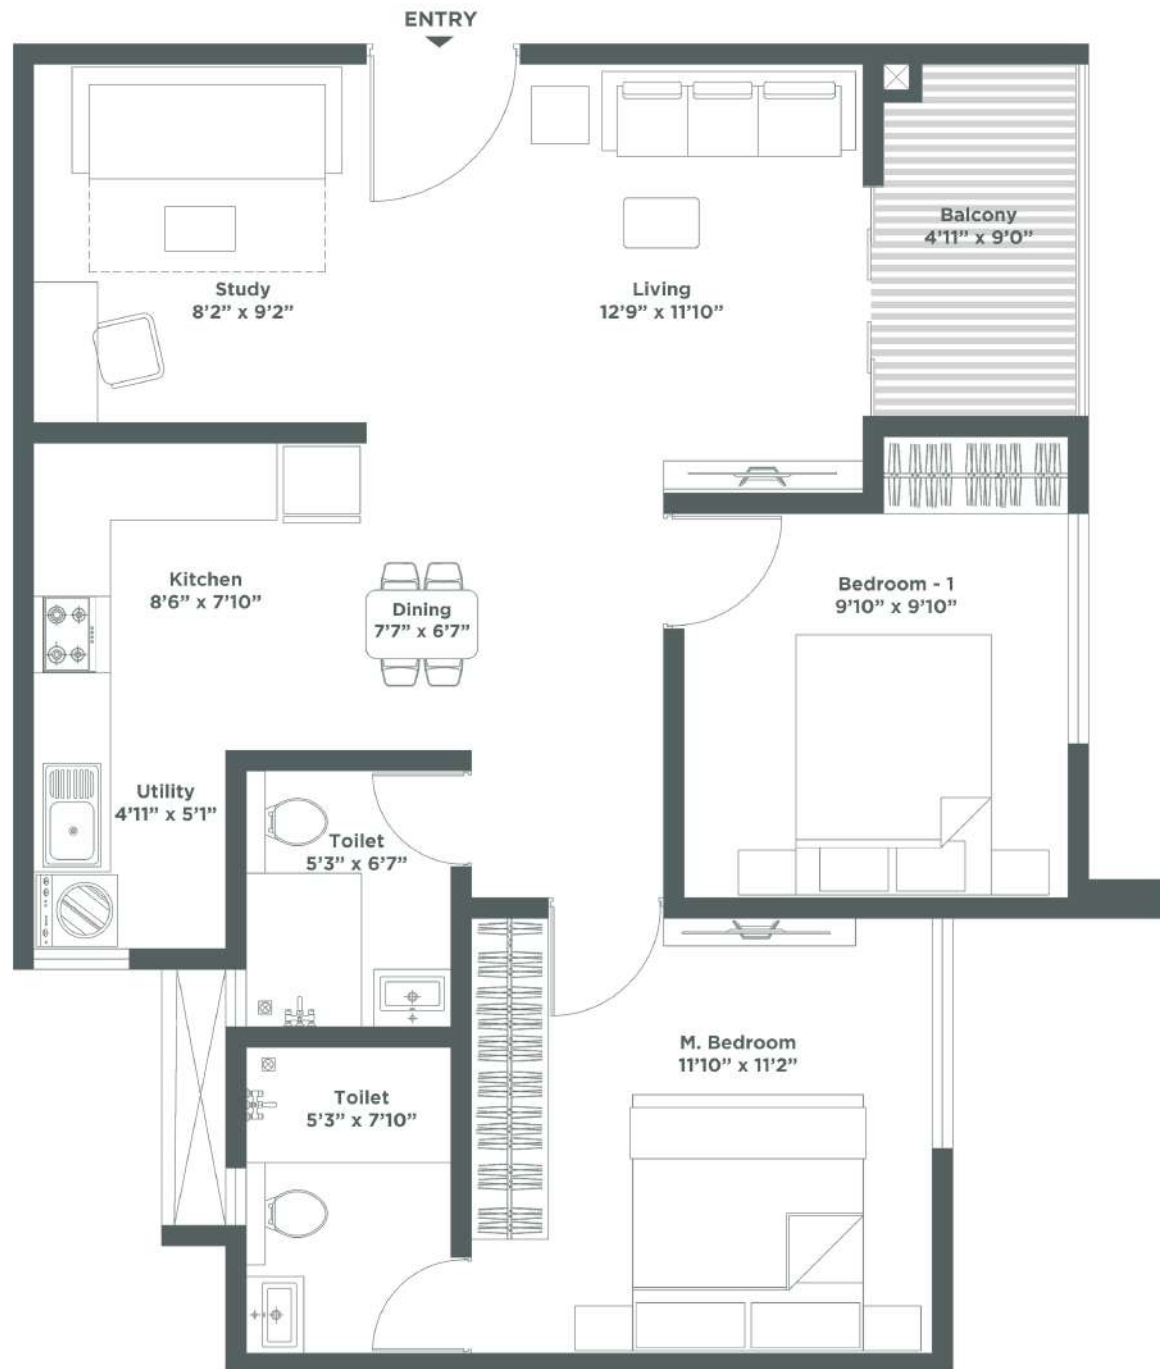 ENTRY
Balcony
4'11" x 9'0"
Study
8'2" x 9'2"
Living
12'9" x 11'10"
Kitchen
8'6" x 7'10"
Dining
7'7" x 6'7"
Bedroom - 1
9'10" x 9'10"
Utility
4'11" x 5'1"
Toilet
5'3" x 6'7"
M. Bedroom
11'10" x 11'2"
Toilet
5'3" x 7'10"